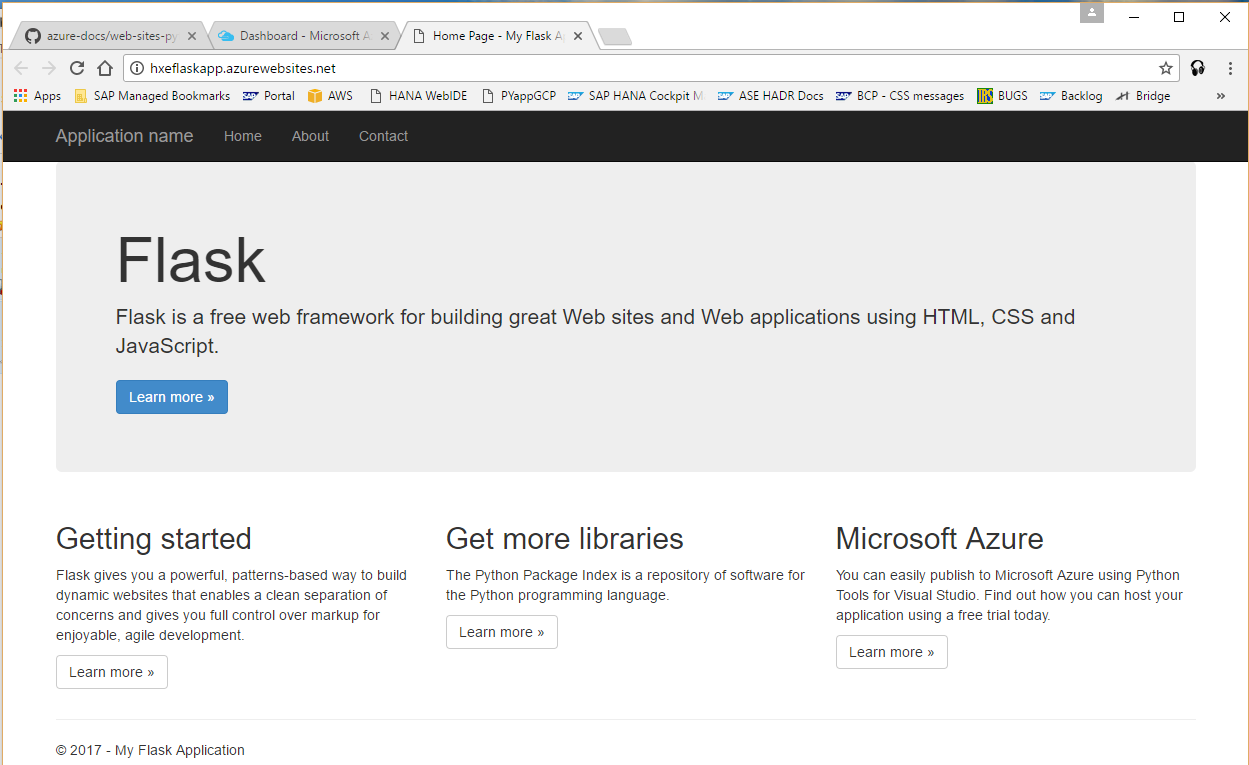 azure-docs/web-sites-py
Dashboard - Microsoft A
Home Page - My Flask Ap
hxeflaskapp.azurewebsites.net
Apps SAP Managed Bookmarks Portal AWS HANA WebIDE PYappGCP SAP HANA Cockpit M ASE HADR Docs BCP - CSS messages BUGS Backlog Bridge »
Application name Home About Contact
Flask
Flask is a free web framework for building great Web sites and Web applications using HTML, CSS and
JavaScript.
Learn more »
Getting started
Flask gives you a powerful, patterns-based way to build
dynamic websites that enables a clean separation of
concerns and gives you full control over markup for
enjoyable, agile development.
Learn more »
Get more libraries
The Python Package Index is a repository of software for
the Python programming language.
Learn more »
Microsoft Azure
You can easily publish to Microsoft Azure using Python
Tools for Visual Studio. Find out how you can host your
application using a free trial today.
Learn more »
© 2017 - My Flask Application